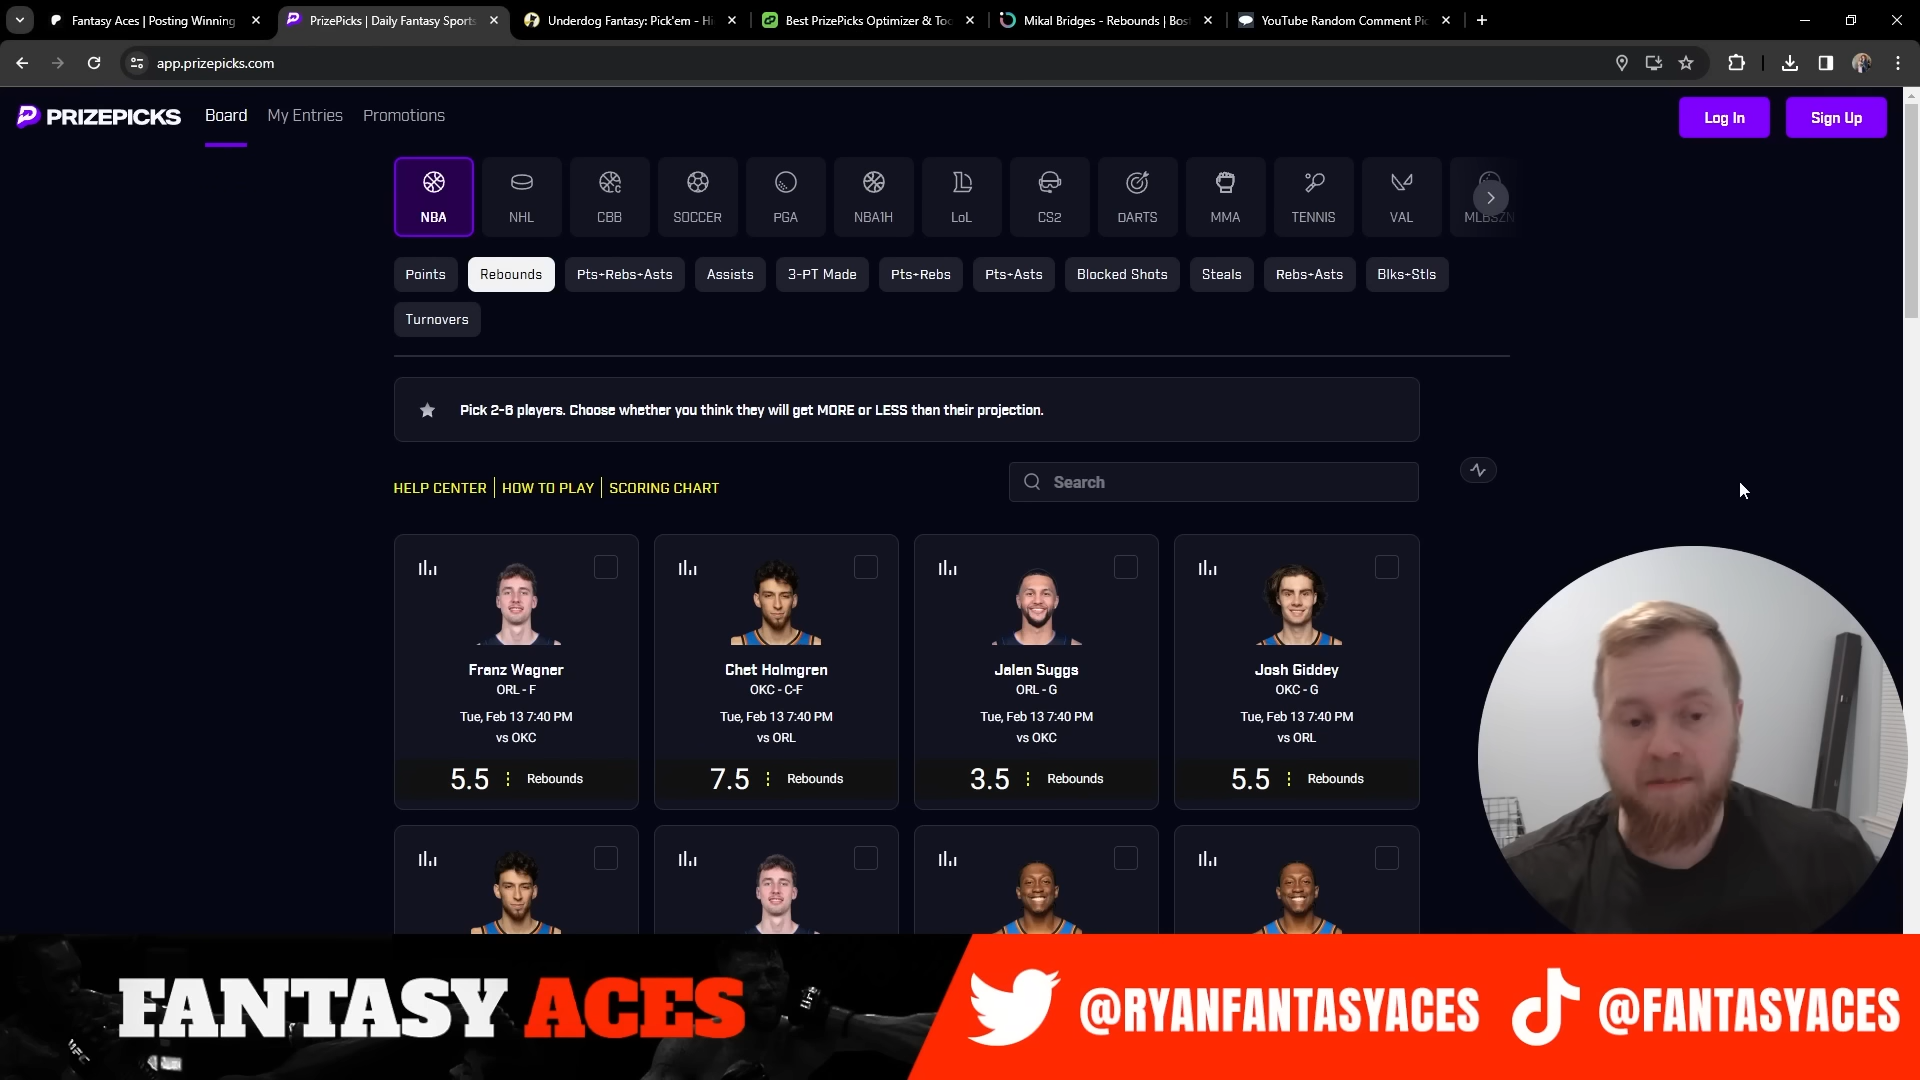 Fantasy Aces | Posting Winning
PrizePicks | Daily Fantasy Sports
Underdog Fantasy: Pick'em - Hi
Best PrizePicks Optimizer & Too
Mikal Bridges - Rebounds | Bos
YouTube Random Comment Pic
app.prizepicks.com
PRIZEPICKS
Board
My Entries
Promotions
Log In
Sign Up
NBA
NHL
CBB
SOCCER
PGA
NBA1H
LoL
CS2
DARTS
MMA
TENNIS
VAL
MLBSZN
Points
Rebounds
Pts+Rebs+Asts
Assists
3-PT Made
Pts+Rebs
Pts+Asts
Blocked Shots
Steals
Rebs+Asts
Blks+Stls
Turnovers
Pick 2-6 players. Choose whether you think they will get MORE or LESS than their projection.
HELP CENTER
HOW TO PLAY
SCORING CHART
Search
Franz Wagner
ORL - F
Tue, Feb 13 7:40 PM
vs OKC
5.5 Rebounds
Chet Holmgren
OKC - C-F
Tue, Feb 13 7:40 PM
vs ORL
7.5 Rebounds
Jalen Suggs
ORL - G
Tue, Feb 13 7:40 PM
vs OKC
3.5 Rebounds
Josh Giddey
OKC - G
Tue, Feb 13 7:40 PM
vs ORL
5.5 Rebounds
FANTASY ACES
@RYANFANTASYACES
@FANTASYACES